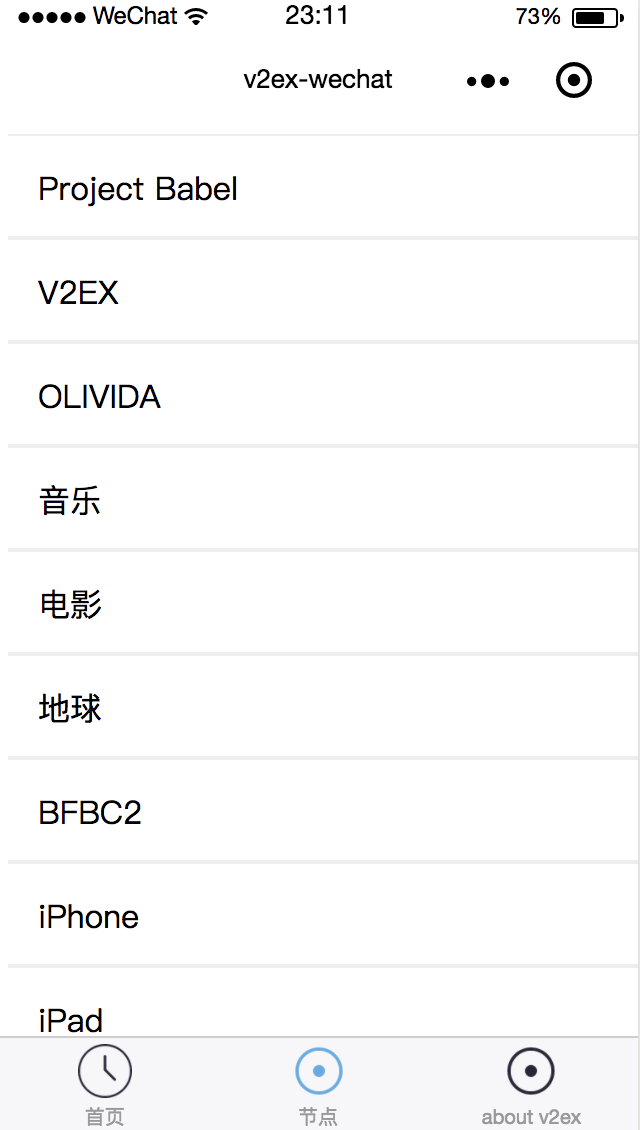 WeChat 23:11 73%
v2ex-wechat
Project Babel
V2EX
OLIVIDA
音乐
电影
地球
BFBC2
iPhone
iPad
首页 节点 about v2ex